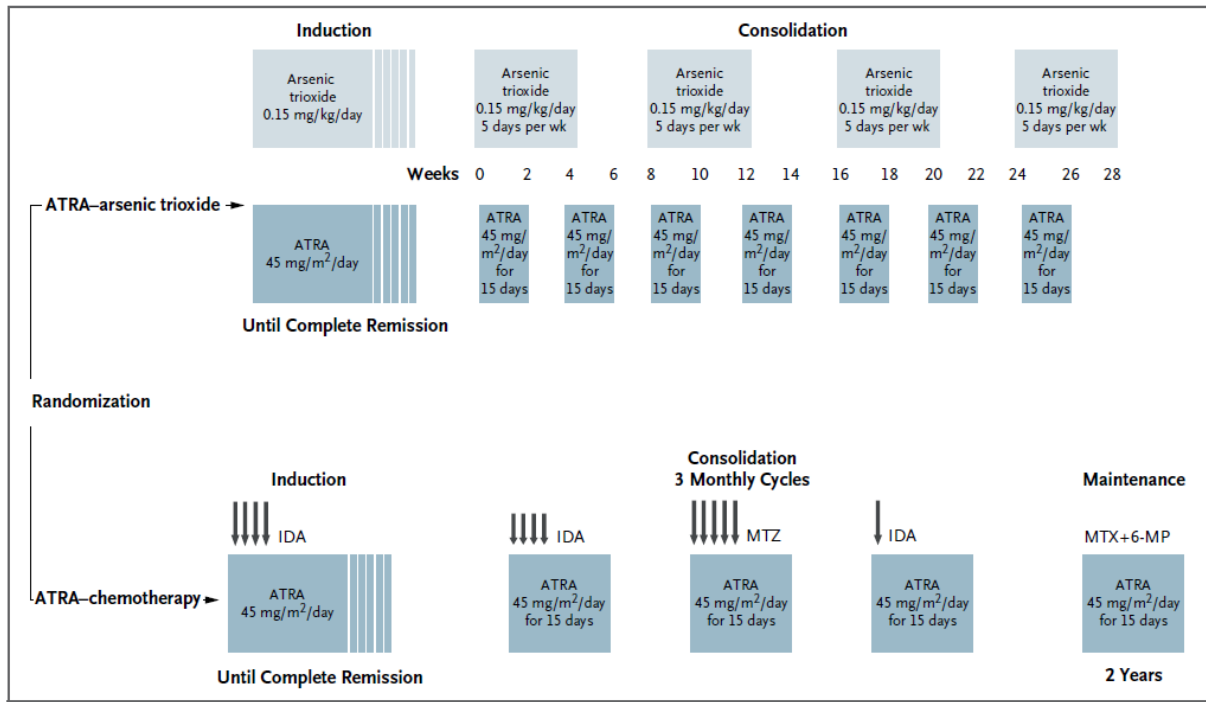 Induction
Consolidation
Arsenic
trioxide
0.15 mg/kg/day
Arsenic
trioxide
0.15 mg/kg/day
5 days per wk
Arsenic
trioxide
0.15 mg/kg/day
5 days per wk
Arsenic
trioxide
0.15 mg/kg/day
5 days per wk
Arsenic
trioxide
0.15 mg/kg/day
5 days per wk
Weeks 0 2 4 6 8 10 12 14 16 18 20 22 24 26 28
ATRA–arsenic trioxide
ATRA
45 mg/m²/day
ATRA
45 mg/
m²/day
for
15 days
ATRA
45 mg/
m²/day
for
15 days
ATRA
45 mg/
m²/day
for
15 days
ATRA
45 mg/
m²/day
for
15 days
ATRA
45 mg/
m²/day
for
15 days
ATRA
45 mg/
m²/day
for
15 days
ATRA
45 mg/
m²/day
for
15 days
Until Complete Remission
Randomization
Induction
Consolidation
3 Monthly Cycles
Maintenance
IDA
IDA
MTZ
IDA
MTX+6-MP
ATRA–chemotherapy
ATRA
45 mg/m²/day
ATRA
45 mg/m²/day
for 15 days
ATRA
45 mg/m²/day
for 15 days
ATRA
45 mg/m²/day
for 15 days
ATRA
45 mg/m²/day
for 15 days
Until Complete Remission
2 Years